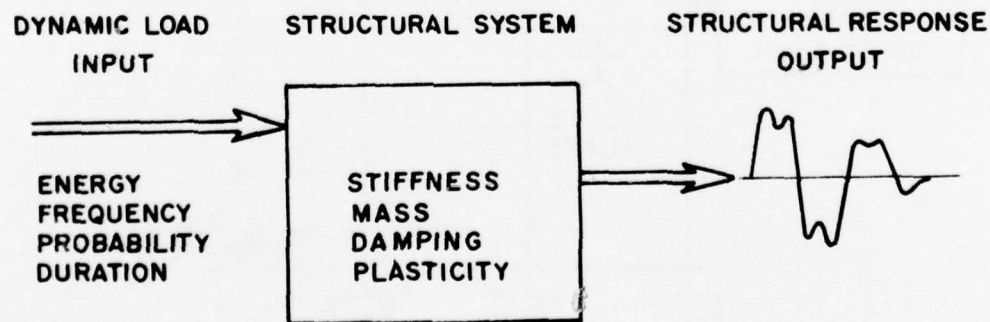 DYNAMIC LOAD
INPUT
STRUCTURAL SYSTEM
STRUCTURAL RESPONSE
OUTPUT
ENERGY
FREQUENCY
PROBABILITY
DURATION
STIFFNESS
MASS
DAMPING
PLASTICITY